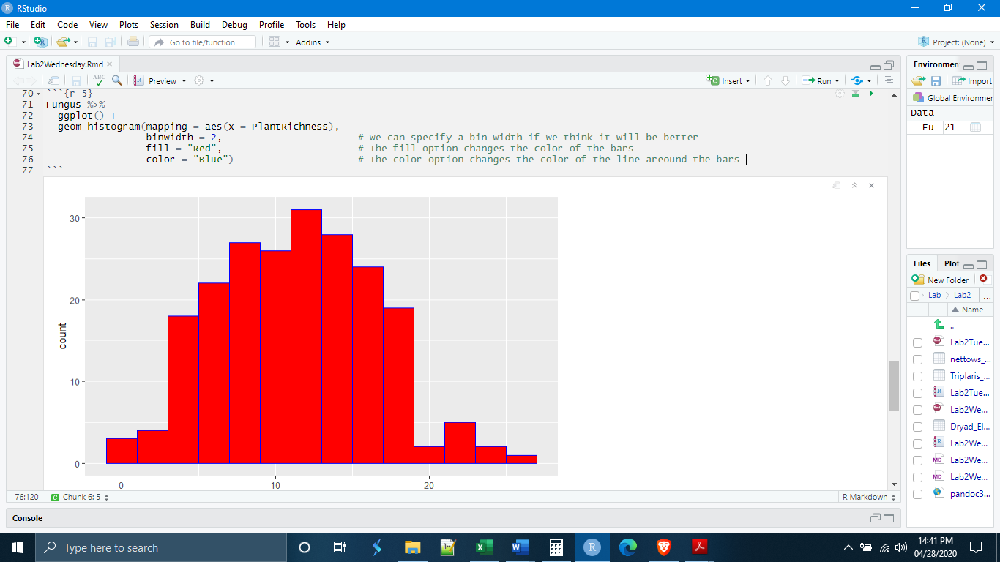 RStudio
File Edit Code View Plots Session Build Debug Profile Tools Help
Go to file/function Addins Project: (None)
Lab2Wednesday.Rmd
ABC Preview Insert Run
70 ```{r 5}
71 Fungus %>%
72 ggplot() +
73 geom_histogram(mapping = aes(x = PlantRichness),
74 binwidth = 2, # We can specify a bin width if we think it will be better
75 fill = "Red", # The fill option changes the color of the bars
76 color = "Blue") # The color option changes the color of the line areound the bars
77 ```
30
20
10
0
count
0 10 20
76:120 Chunk 6: 5 R Markdown
Console
Environmen
Import
Global Environmer
Data
Fu... 21...
Files Plot
New Folder
Lab Lab2 ...
Name
..
Lab2Tue...
nettows_...
Triplaris_...
Lab2Tue...
Lab2We...
Dryad_El...
Lab2We...
MD Lab2We...
MD Lab2We...
pandoc3...
Type here to search
14:41 PM
04/28/2020